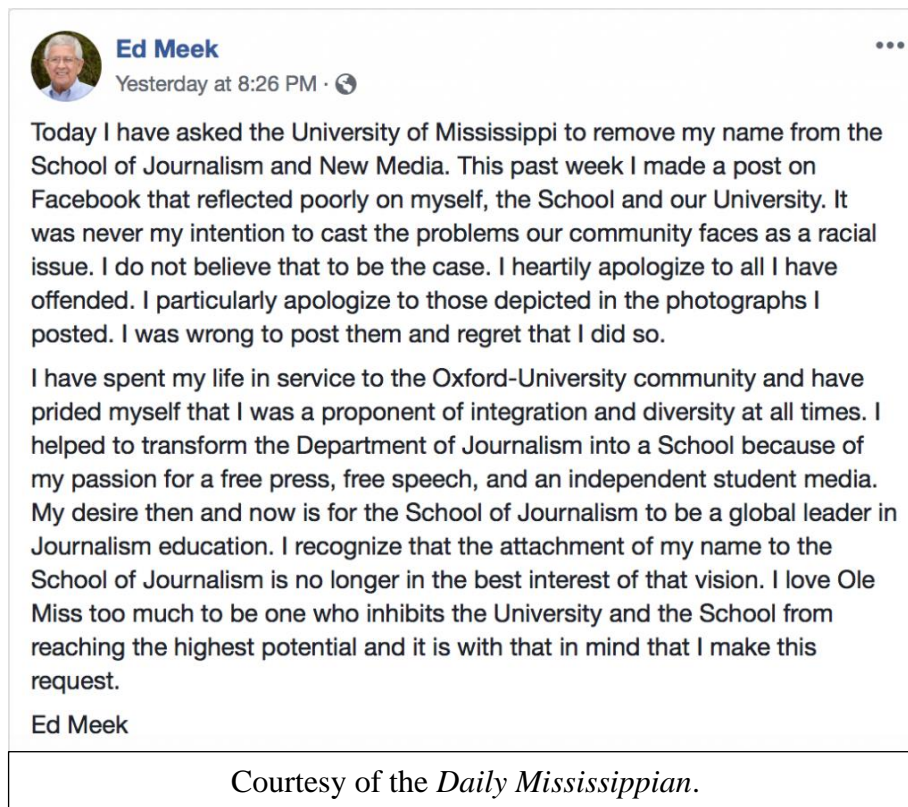 Ed Meek
Yesterday at 8:26 PM ·
Today I have asked the University of Mississippi to remove my name from the
School of Journalism and New Media. This past week I made a post on
Facebook that reflected poorly on myself, the School and our University. It
was never my intention to cast the problems our community faces as a racial
issue. I do not believe that to be the case. I heartily apologize to all I have
offended. I particularly apologize to those depicted in the photographs I
posted. I was wrong to post them and regret that I did so.
I have spent my life in service to the Oxford-University community and have
prided myself that I was a proponent of integration and diversity at all times. I
helped to transform the Department of Journalism into a School because of
my passion for a free press, free speech, and an independent student media.
My desire then and now is for the School of Journalism to be a global leader in
Journalism education. I recognize that the attachment of my name to the
School of Journalism is no longer in the best interest of that vision. I love Ole
Miss too much to be one who inhibits the University and the School from
reaching the highest potential and it is with that in mind that I make this
request.
Ed Meek
Courtesy of the Daily Mississippian.